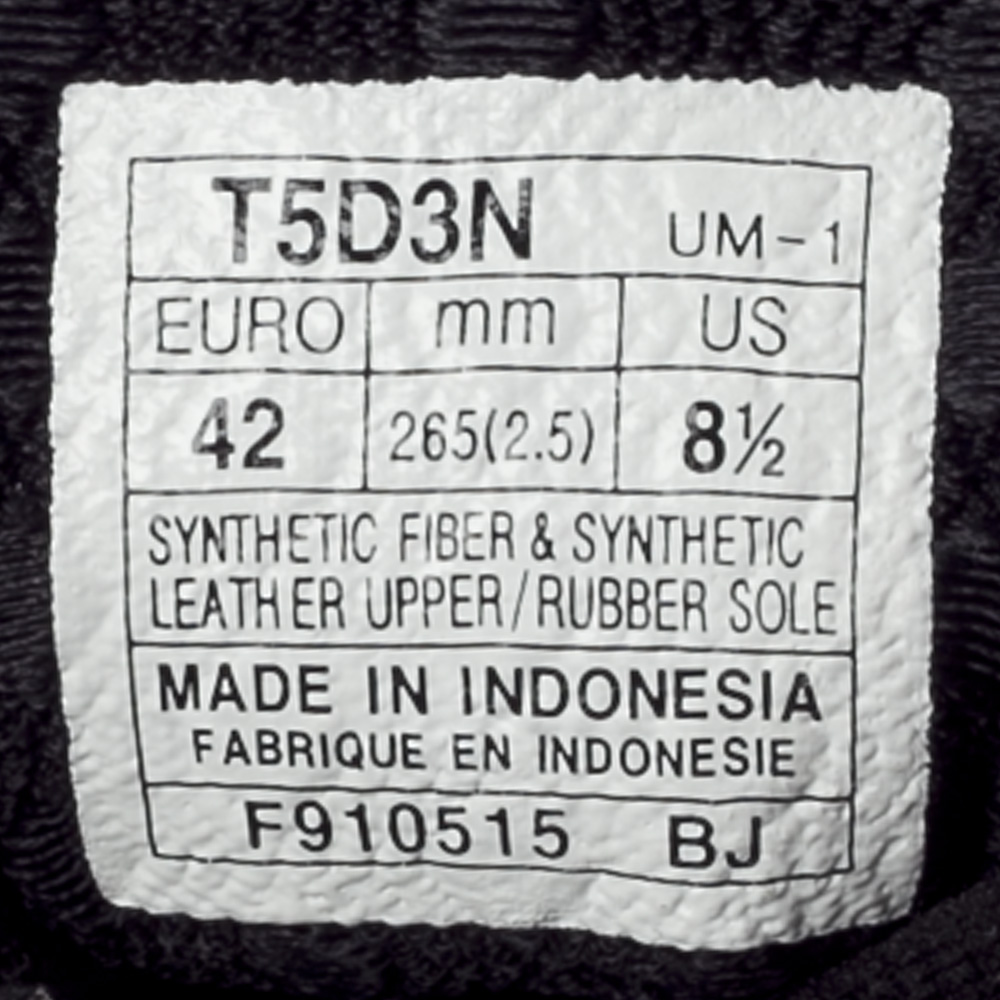 T5D3N UM-1
EURO mm US
42 265(2.5) 8½
SYNTHETIC FIBER & SYNTHETIC
LEATHER UPPER/RUBBER SOLE
MADE IN INDONESIA
FABRIQUE EN INDONESIE
F910515 BJ